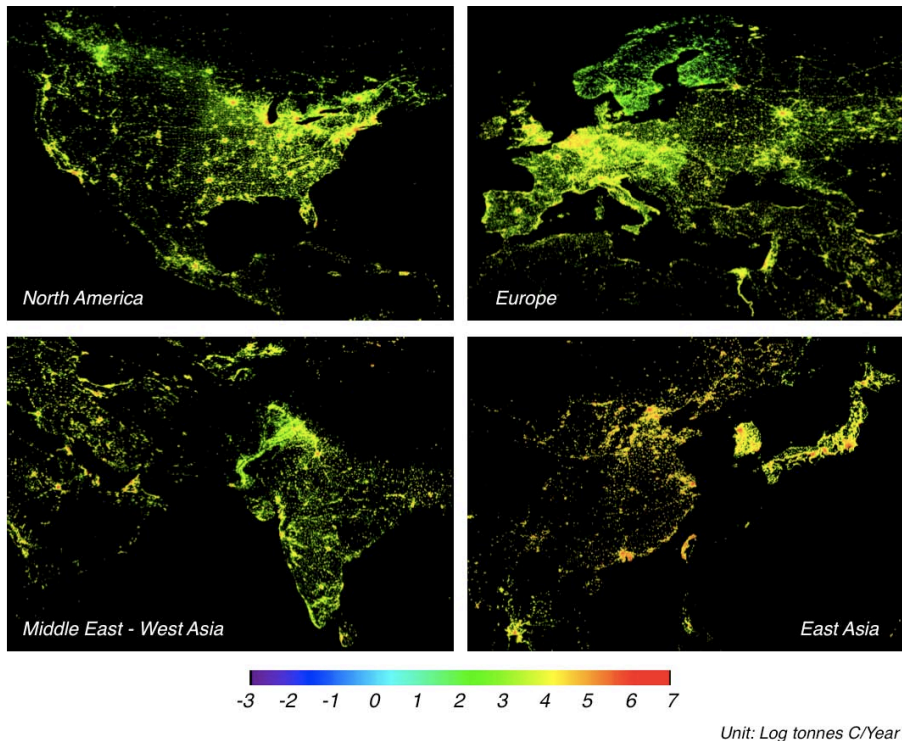 North America
Europe
Middle East - West Asia
East Asia
-3 -2 -1 0 1 2 3 4 5 6 7
Unit: Log tonnes C/Year